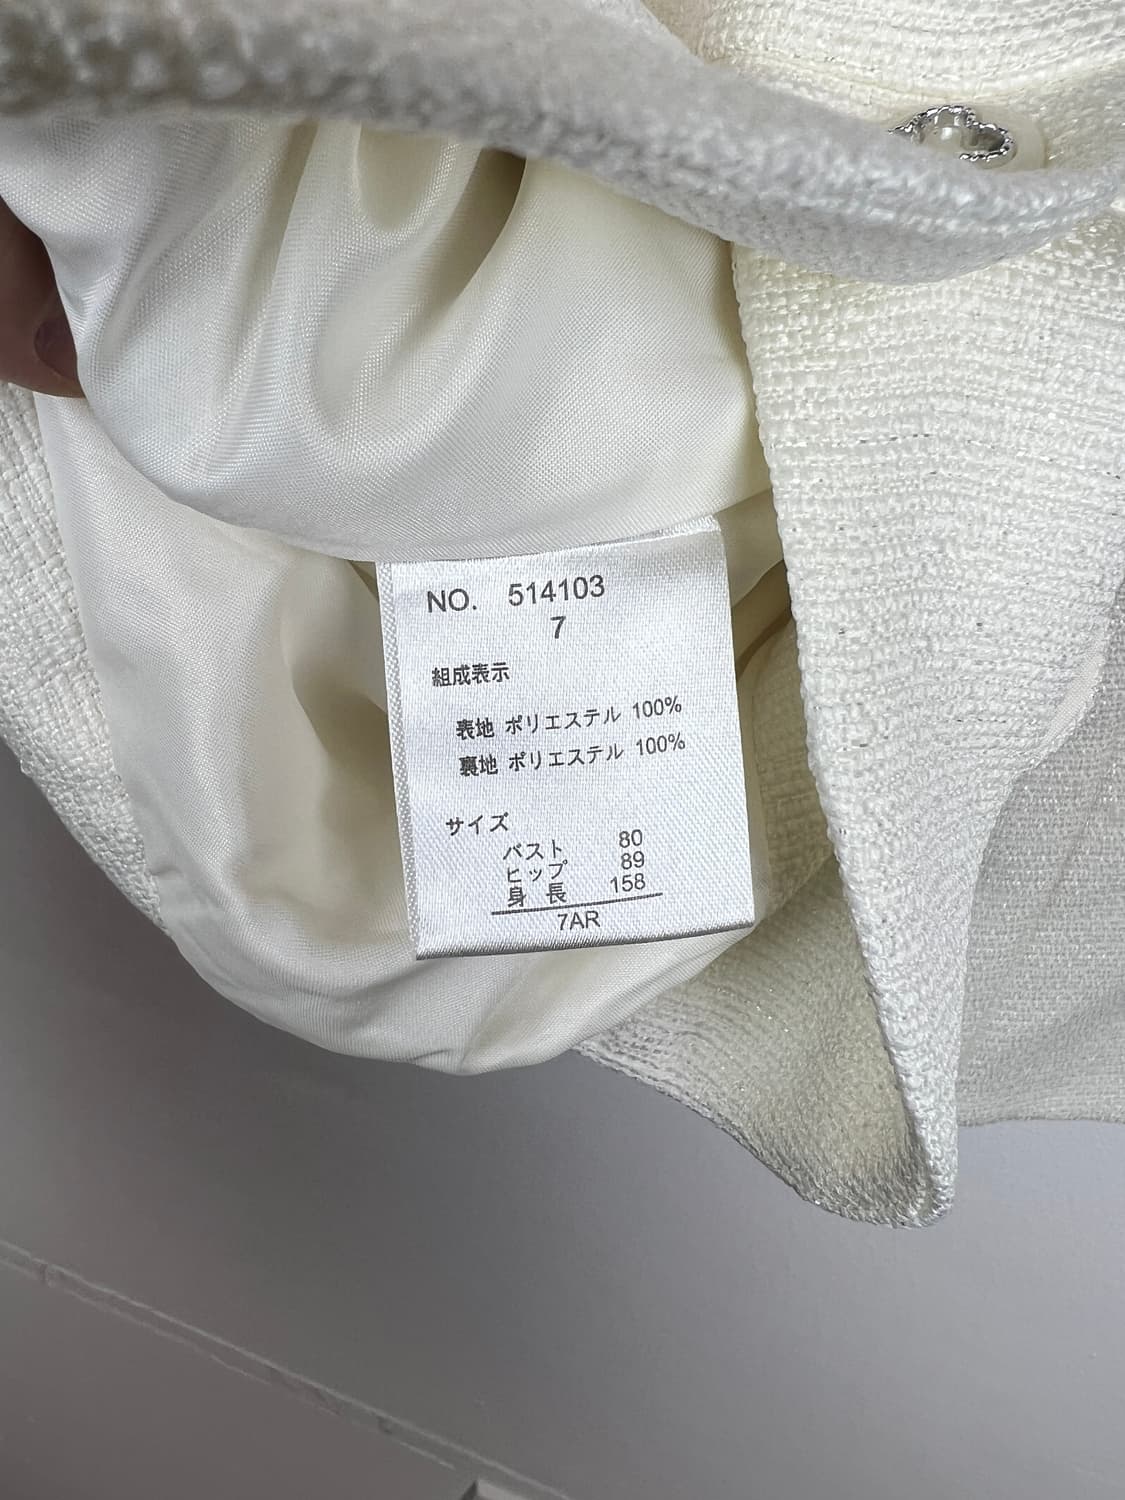 NO. 514103
7
組成表示
表地 ポリエステル 100%
裏地 ポリエステル 100%
サイズ
バスト 80
ヒップ 89
身 長 158
7AR